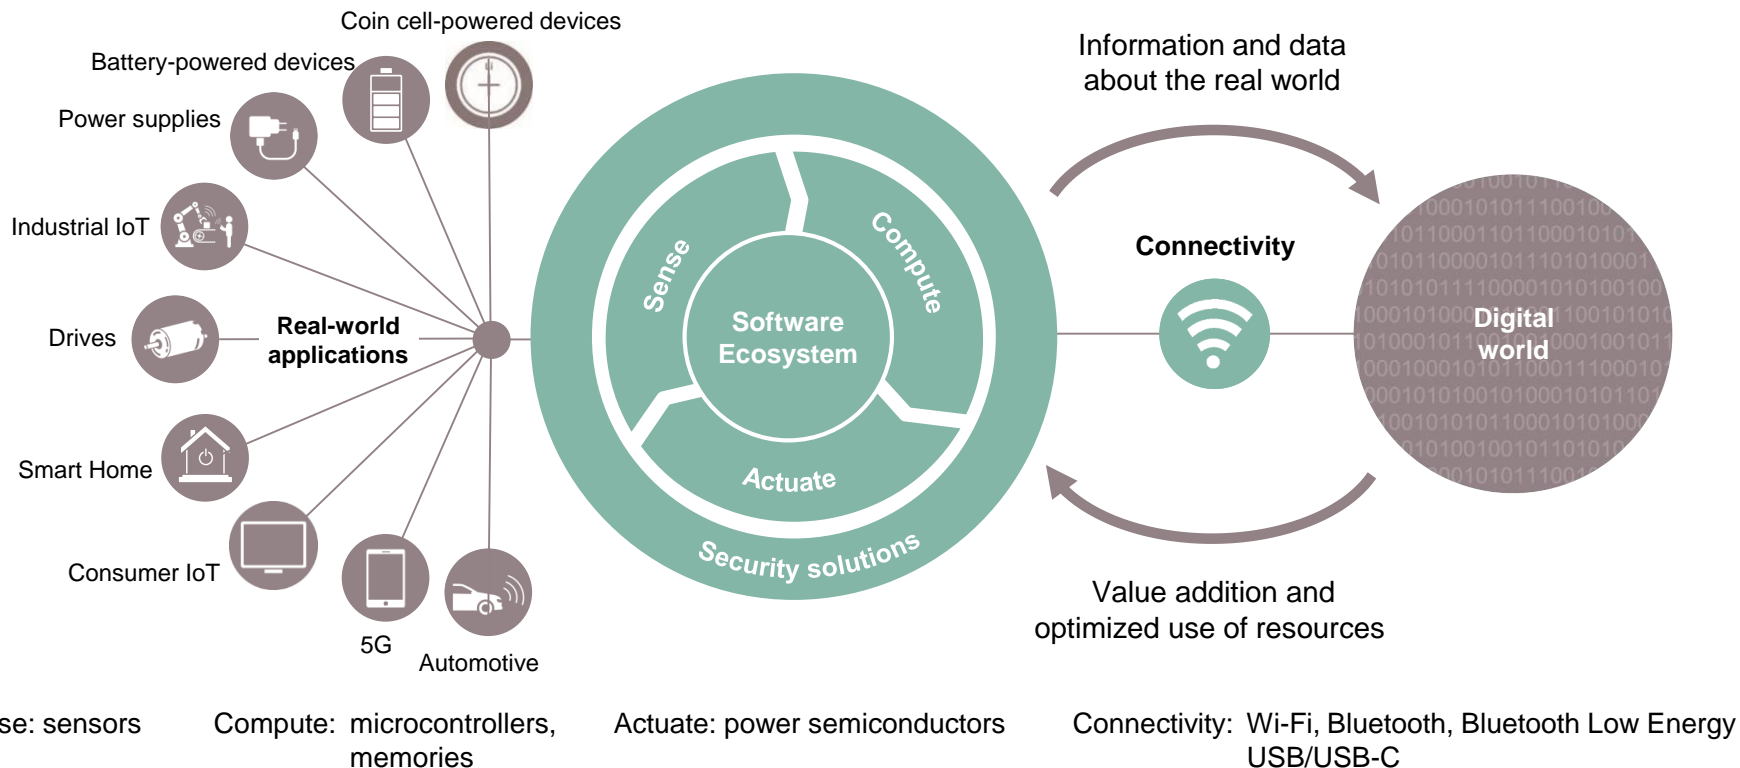 Coin cell-powered devices
Battery-powered devices
Power supplies
Industrial IoT
Drives
Smart Home
Consumer IoT
5G
Automotive
Real-world
applications
Sense
Compute
Actuate
Software
Ecosystem
Security solutions
Information and data
about the real world
Connectivity
Digital
world
Value addition and
optimized use of resources
se: sensors
Compute: microcontrollers,
memories
Actuate: power semiconductors
Connectivity: Wi-Fi, Bluetooth, Bluetooth Low Energy
USB/USB-C